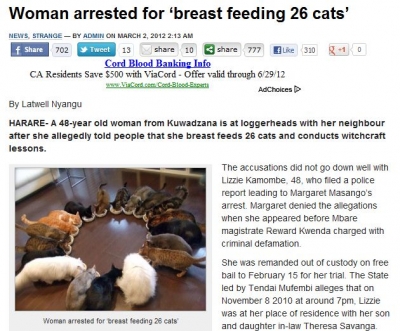 Woman arrested for ‘breast feeding 26 cats’
NEWS, STRANGE — BY ADMIN ON MARCH 2, 2012 2:13 AM
Share 702 Tweet 13 share 10 share 777 Like 310 +1 0
Cord Blood Banking Info
CA Residents Save $500 with ViaCord - Offer valid through 6/29/12
www.ViaCord.com/Cord-Blood-Experts
AdChoices
By Latwell Nyangu
HARARE- A 48-year old woman from Kuwadzana is at loggerheads with her neighbour
after she allegedly told people that she breast feeds 26 cats and conducts witchcraft
lessons.
Woman arrested for ‘breast feeding 26 cats’
The accusations did not go down well with
Lizzie Kamombe, 48, who filed a police
report leading to Margaret Masango’s
arrest. Margaret denied the allegations
when she appeared before Mbare
magistrate Reward Kwenda charged with
criminal defamation.
She was remanded out of custody on free
bail to February 15 for her trial. The State
led by Tendai Mufembi alleges that on
November 8 2010 at around 7pm, Lizzie
was at her place of residence with her son
and daughter in-law Theresa Savanga.